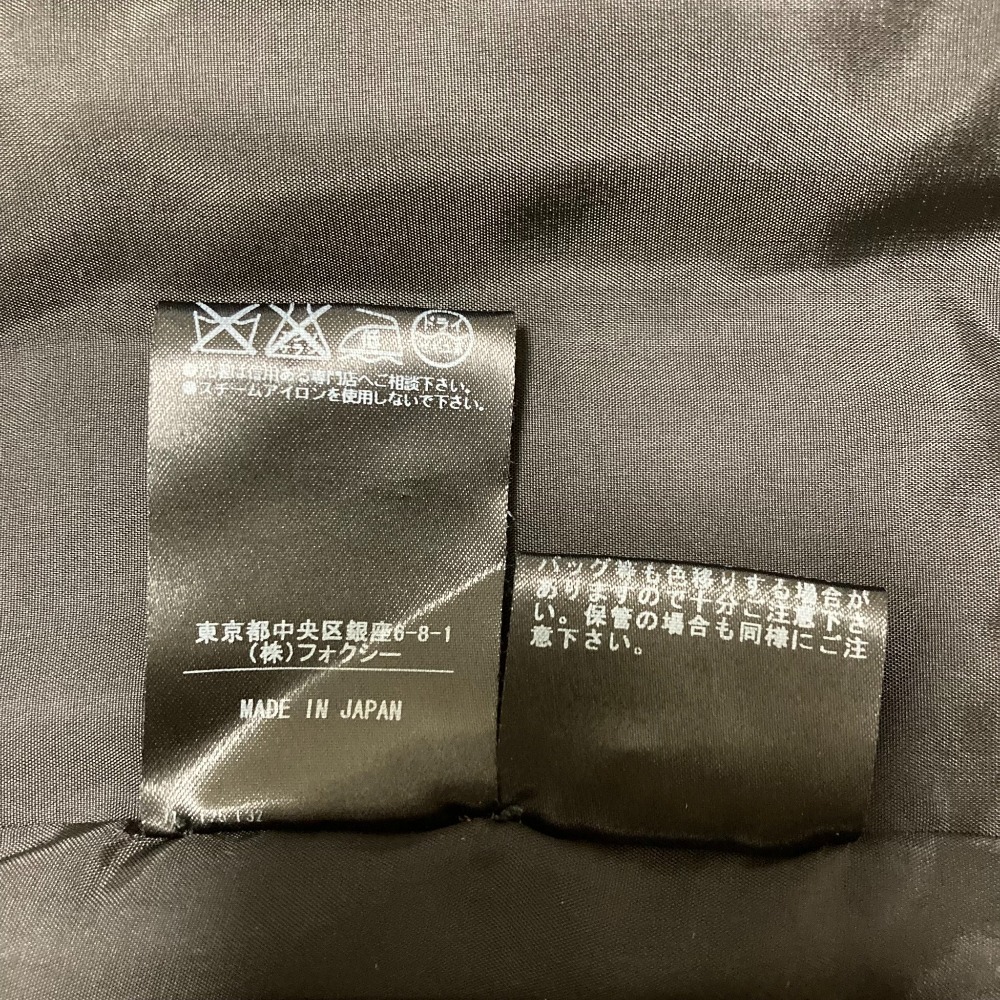 ドライ
●洗濯は信用ある専門店へご相談下さい。
●スチームアイロンを使用しないで下さい。
東京都中央区銀座6-8-1
(株)フォクシー
MADE IN JAPAN
バッグ等も色移りする場合が
ありますので十分ご注意下さ
い。保管の場合も同様にご注
意下さい。